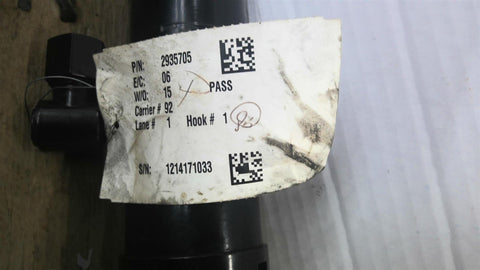 P/N: 2935705
E/C: 06
W/O: 15 PASS
Carrier # 92
Lane # 1 Hook # 1
S/N: 1214171033